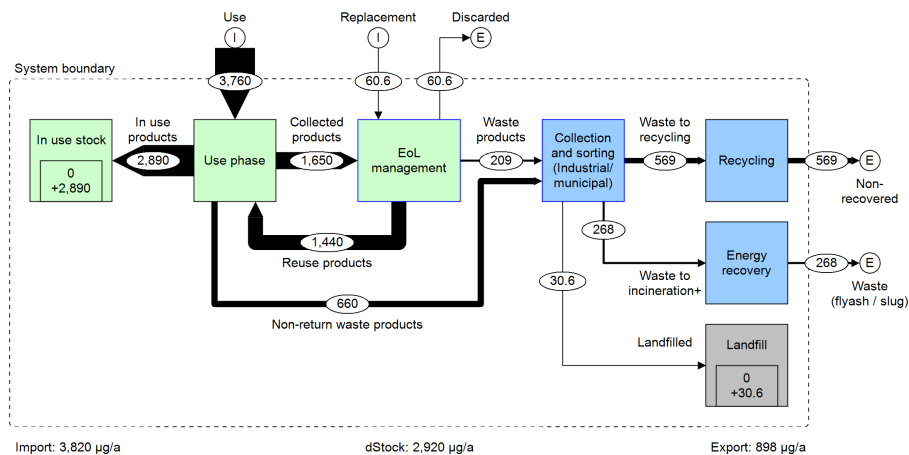 Use
Replacement
Discarded
I
I
E
3,760
60.6
60.6
System boundary
In use
products
Collected
products
Waste
products
Waste to
recycling
In use stock
0
+2,890
2,890
Use phase
1,650
EoL
management
209
Collection
and sorting
(Industrial/
municipal)
569
Recycling
569
E
Non-
recovered
1,440
Reuse products
268
Energy
recovery
268
E
Waste to
incineration+
Waste
(flyash / slug)
30.6
660
Non-return waste products
Landfilled
Landfill
0
+30.6
Import: 3,820 µg/a
dStock: 2,920 µg/a
Export: 898 µg/a